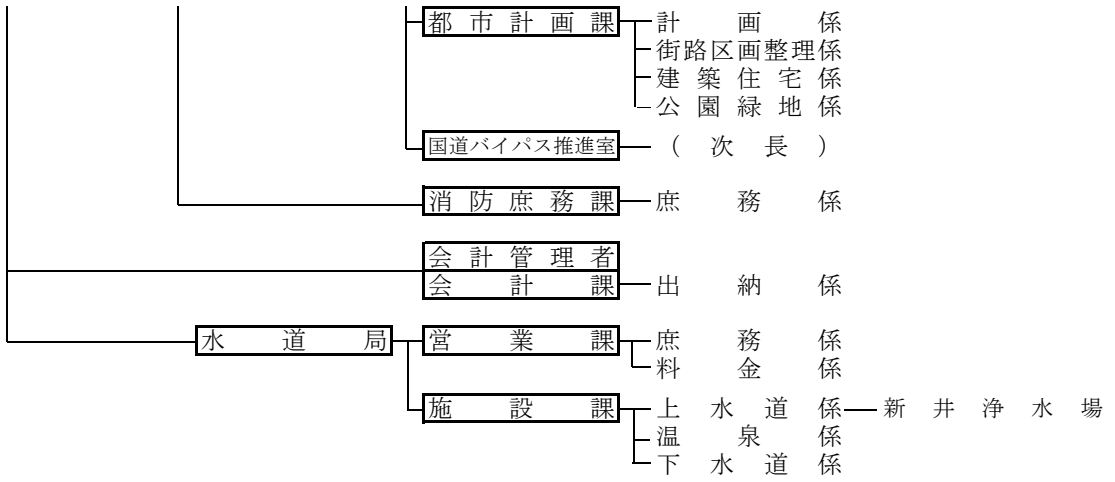 都市計画課 計画係
街路区画整理係
建築住宅係
公園緑地係
国道バイパス推進室 (次長)
消防庶務課 庶務係
会計管理者
会計課 出納係
水道局 営業課 庶務係
料金係
施設課 上水道係 新井浄水場
温泉係
下水道係